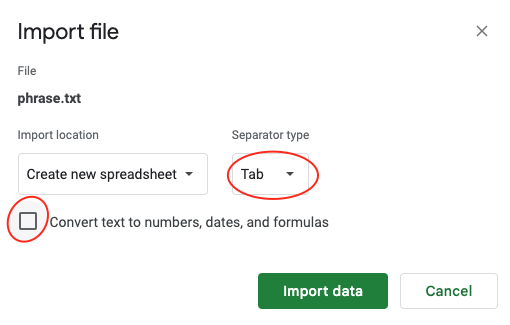 Import file
File
phrase.txt
Import location
Separator type
Create new spreadsheet
Tab
Convert text to numbers, dates, and formulas
Import data
Cancel